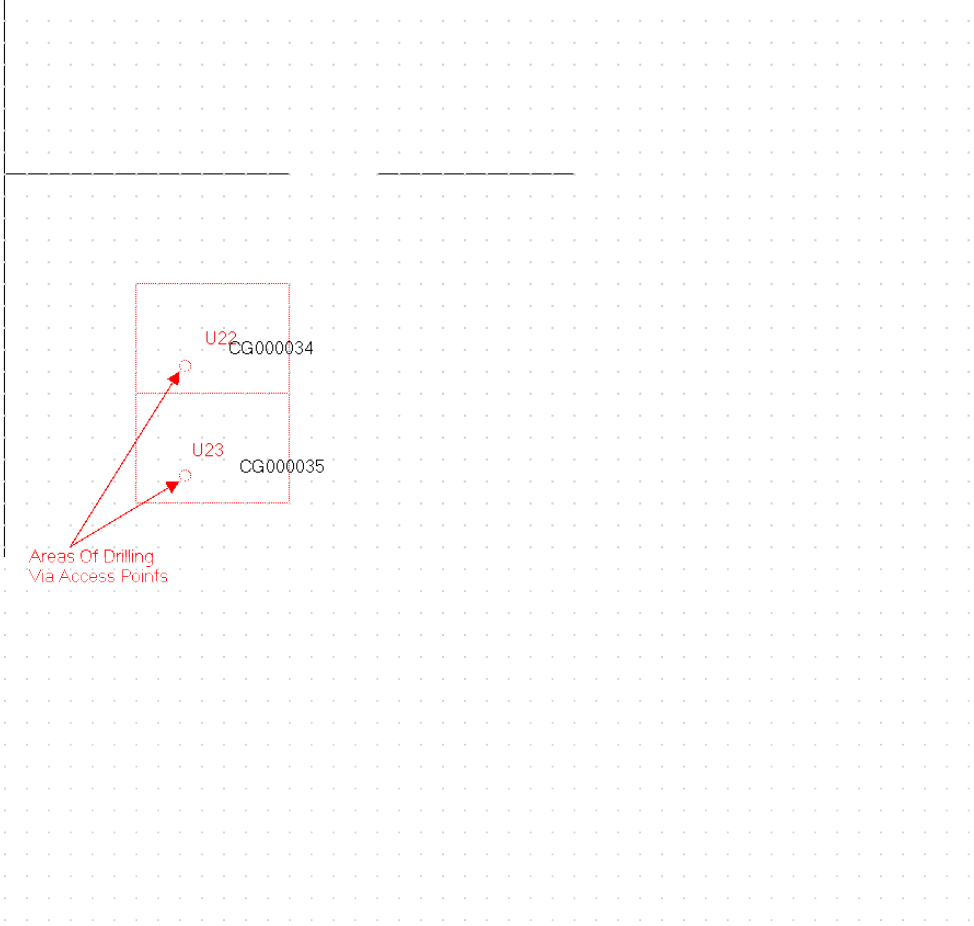 U22
CG000034
U23
CG000035
Areas Of Drilling
Via Access Points